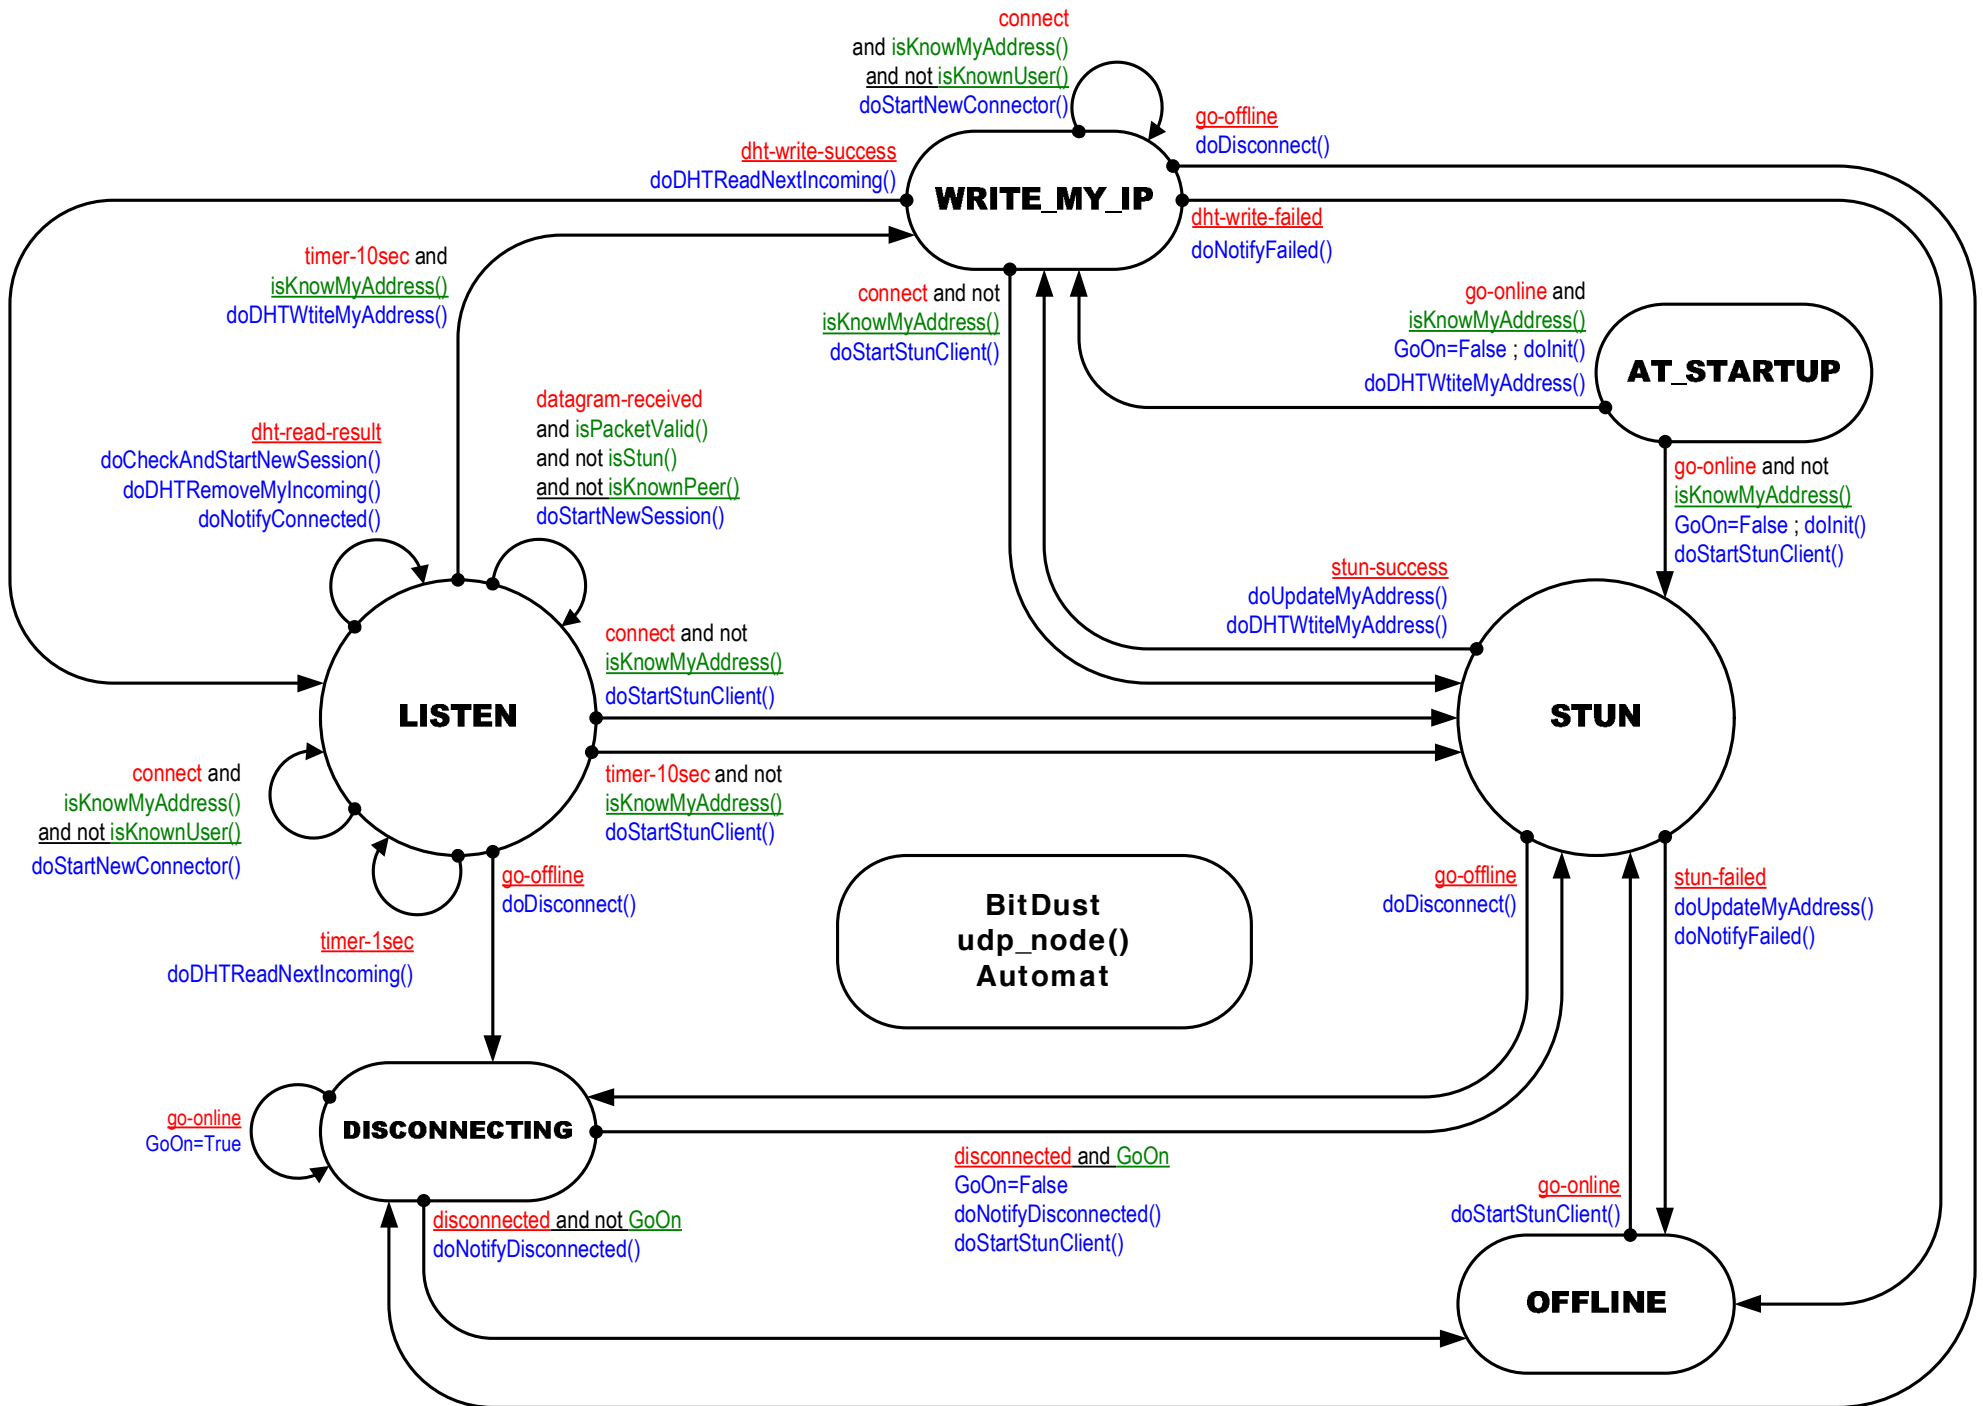 connect
and isKnowMyAddress()
and not isKnownUser()
doStartNewConnector()
go-offline
doDisconnect()
dht-write-success
doDHTReadNextIncoming()
WRITE_MY_IP
dht-write-failed
doNotifyFailed()
timer-10sec and
isKnowMyAddress()
doDHTWtiteMyAddress()
connect and not
isKnowMyAddress()
doStartStunClient()
go-online and
isKnowMyAddress()
GoOn=False ; doInit()
doDHTWtiteMyAddress()
AT_STARTUP
datagram-received
and isPacketValid()
and not isStun()
and not isKnownPeer()
doStartNewSession()
dht-read-result
doCheckAndStartNewSession()
doDHTRemoveMyIncoming()
doNotifyConnected()
go-online and not
isKnowMyAddress()
GoOn=False ; doInit()
doStartStunClient()
stun-success
doUpdateMyAddress()
doDHTWtiteMyAddress()
connect and not
isKnowMyAddress()
doStartStunClient()
LISTEN
STUN
connect and
isKnowMyAddress()
and not isKnownUser()
doStartNewConnector()
timer-10sec and not
isKnowMyAddress()
doStartStunClient()
go-offline
doDisconnect()
BitDust
udp_node()
Automat
go-offline
doDisconnect()
stun-failed
doUpdateMyAddress()
doNotifyFailed()
timer-1sec
doDHTReadNextIncoming()
go-online
GoOn=True
DISCONNECTING
disconnected and GoOn
GoOn=False
doNotifyDisconnected()
doStartStunClient()
go-online
doStartStunClient()
disconnected and not GoOn
doNotifyDisconnected()
OFFLINE